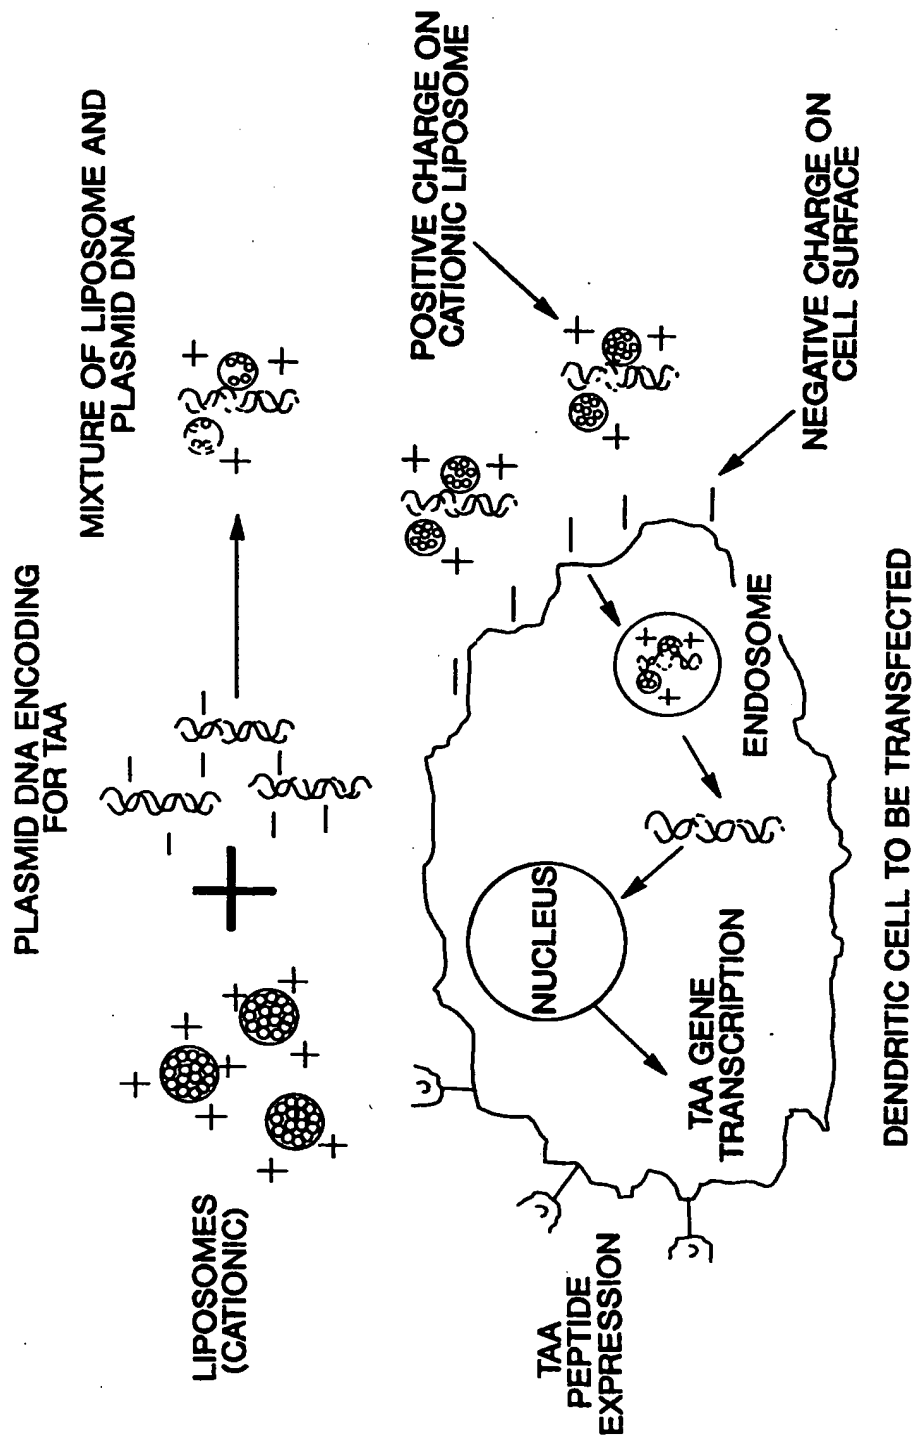 LIPOSOMES
(CATIONIC)
PLASMID DNA ENCODING
FOR TAA
MIXTURE OF LIPOSOME AND
PLASMID DNA
POSITIVE CHARGE ON
CATIONIC LIPOSOME
NEGATIVE CHARGE ON
CELL SURFACE
ENDOSOME
NUCLEUS
TAA GENE
TRANSCRIPTION
TAA
PEPTIDE
EXPRESSION
DENDRITIC CELL TO BE TRANSFECTED